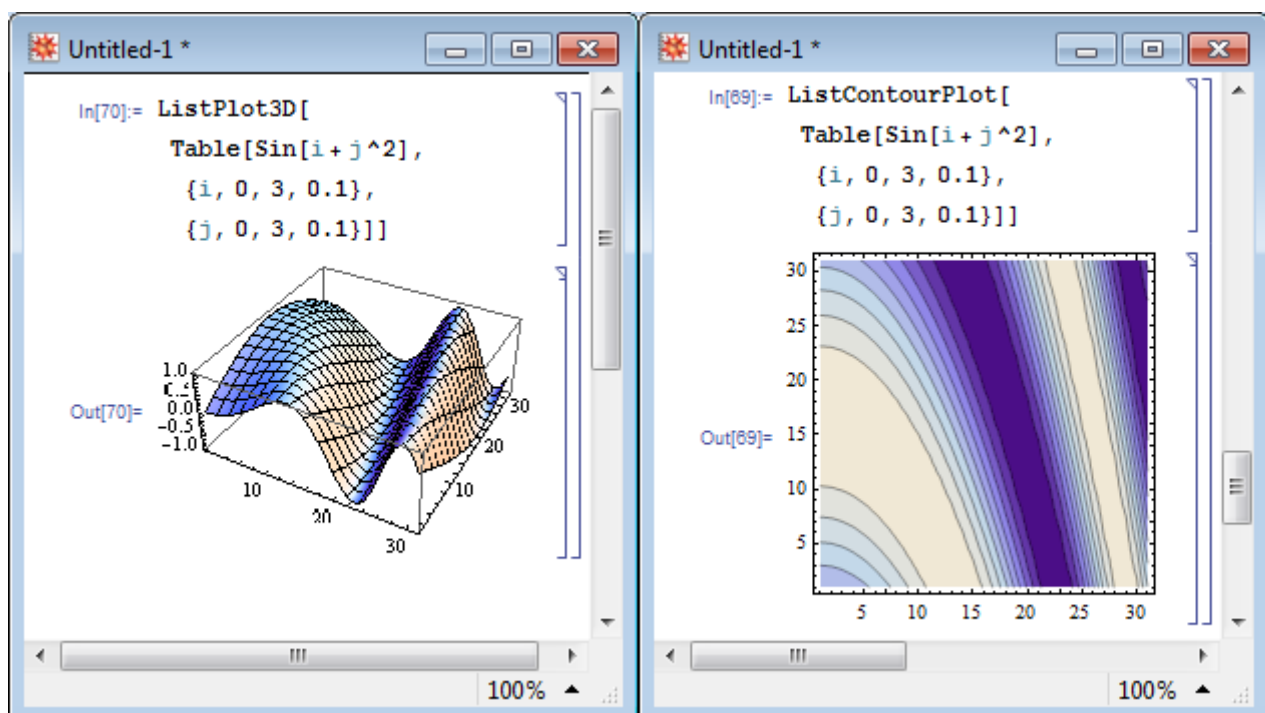 Untitled-1 *
In[70]:= ListPlot3D[
Table[Sin[i + j ^2],
{i, 0, 3, 0.1},
{j, 0, 3, 0.1}]]
Out[70]=
1.0
0.0
-0.5
-1.0
10
20
30
10
20
30
100%
Untitled-1 *
In[69]:= ListContourPlot[
Table[Sin[i + j ^2],
{i, 0, 3, 0.1},
{j, 0, 3, 0.1}]]
Out[69]=
30
25
20
15
10
5
5 10 15 20 25 30
100%